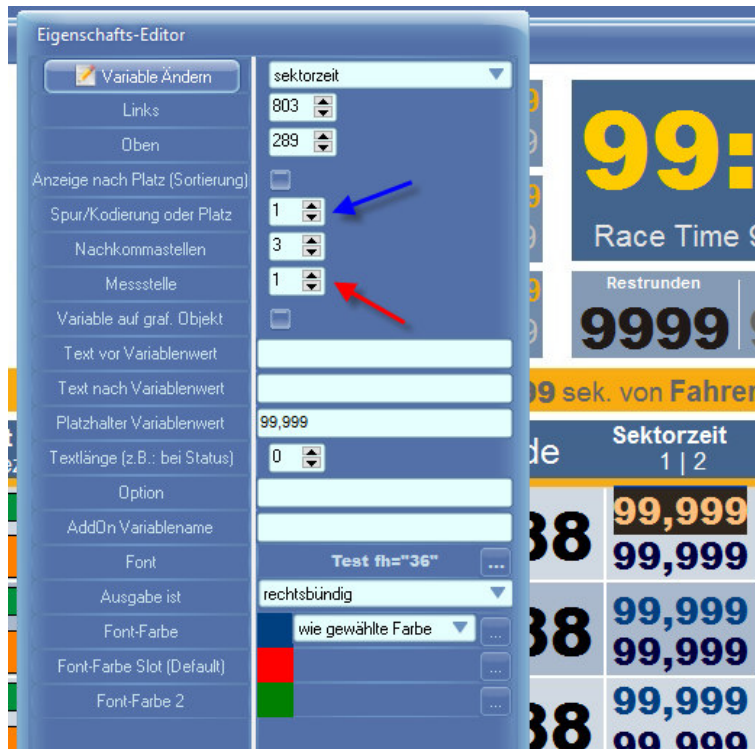 Eigenschafts-Editor
Variable Ändern
sektorzeit
Links
803
Oben
289
Anzeige nach Platz (Sortierung)
Spur/Kodierung oder Platz
1
Nachkommastellen
3
Messstelle
1
Variable auf graf. Objekt
Text vor Variablenwert
Text nach Variablenwert
Platzhalter Variablenwert
99,999
Textlänge (z.B.: bei Status)
0
Option
AddOn Variablename
Font
Test fh="36"
...
Ausgabe ist
rechtsbündig
Font-Farbe
wie gewählte Farbe
...
Font-Farbe Slot (Default)
...
Font-Farbe 2
...
99:
Race Time
Restrunden
9999
sek. von Fahrer
Sektorzeit
1 | 2
99,999
99,999
99,999
99,999
99,999
99,999